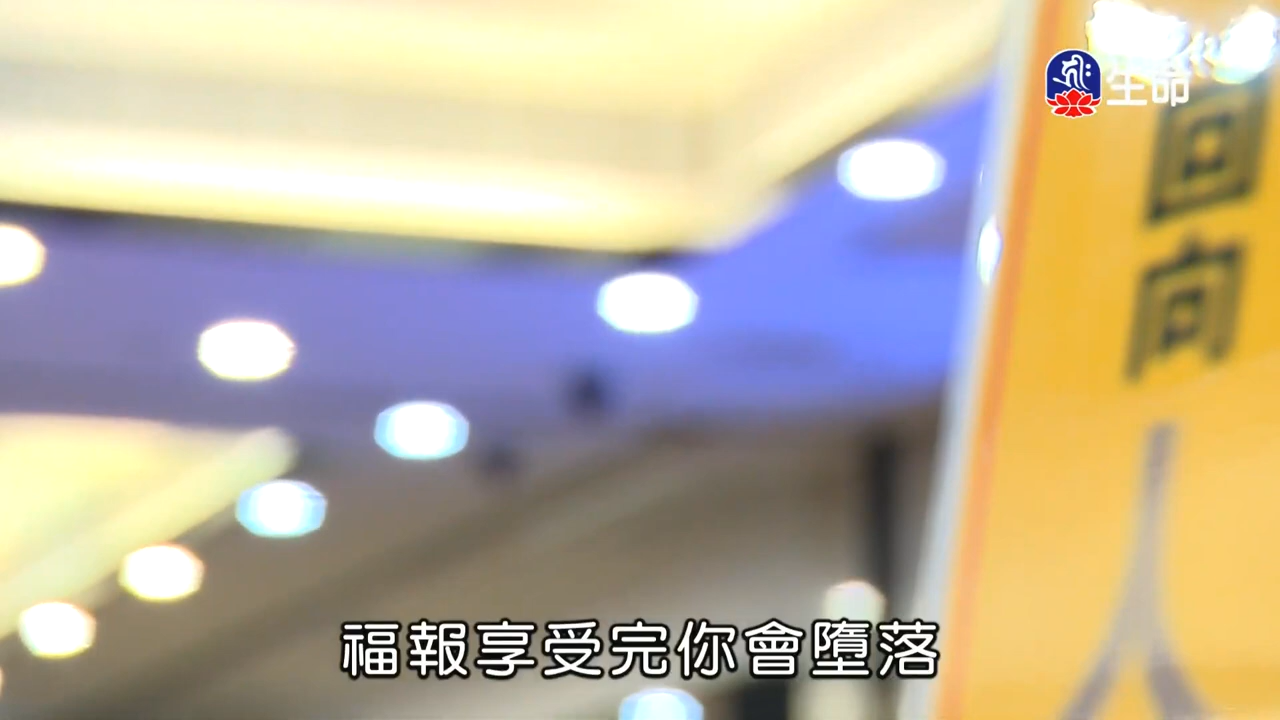 生命
回向
人
福報享受完你會墮落